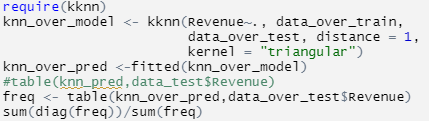 require(kknn)
knn_over_model <- kknn(Revenue~., data_over_train,
data_over_test, distance = 1,
kernel = "triangular")
knn_over_pred <-fitted(knn_over_model)
#table(knn_pred,data_test$Revenue)
freq <- table(knn_over_pred,data_over_test$Revenue)
sum(diag(freq))/sum(freq)